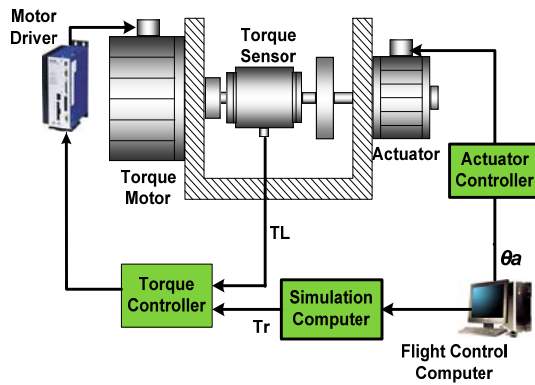 Motor
Driver
Torque
Sensor
Torque
Motor
Actuator
Actuator
Controller
TL
θa
Torque
Controller
Tr
Simulation
Computer
Flight Control
Computer